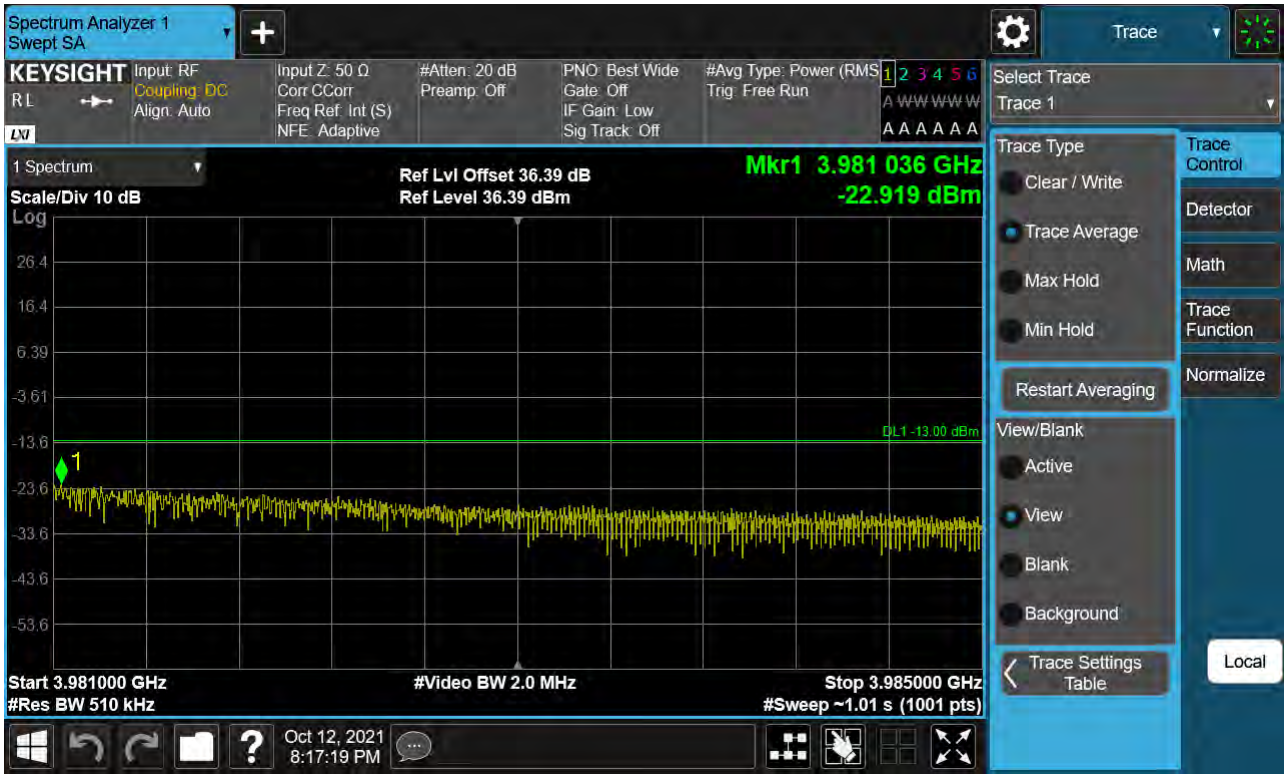 Spectrum Analyzer 1
Swept SA
+
Trace
KEYSIGHT
RL
LXI
Input: RF
Coupling: DC
Align: Auto
Input Z: 50 Ω
Corr CCorr
Freq Ref: Int (S)
NFE: Adaptive
#Atten: 20 dB
Preamp: Off
PNO: Best Wide
Gate: Off
IF Gain: Low
Sig Track: Off
#Avg Type: Power (RMS
Trig: Free Run
1 2 3 4 5 6
A W W W W W
A A A A A A
Select Trace
Trace 1
1 Spectrum
Scale/Div 10 dB
Log
Ref Lvl Offset 36.39 dB
Ref Level 36.39 dBm
Mkr1 3.981 036 GHz
-22.919 dBm
26.4
16.4
6.39
-3.61
-13.6
-23.6
-33.6
-43.6
-53.6
DL1 -13.00 dBm
1
Start 3.981000 GHz
#Res BW 510 kHz
#Video BW 2.0 MHz
Stop 3.985000 GHz
#Sweep ~1.01 s (1001 pts)
Trace Type
Clear / Write
Trace Average
Max Hold
Min Hold
Restart Averaging
View/Blank
Active
View
Blank
Background
Trace Settings
Table
Trace
Control
Detector
Math
Trace
Function
Normalize
Local
?
Oct 12, 2021
8:17:19 PM